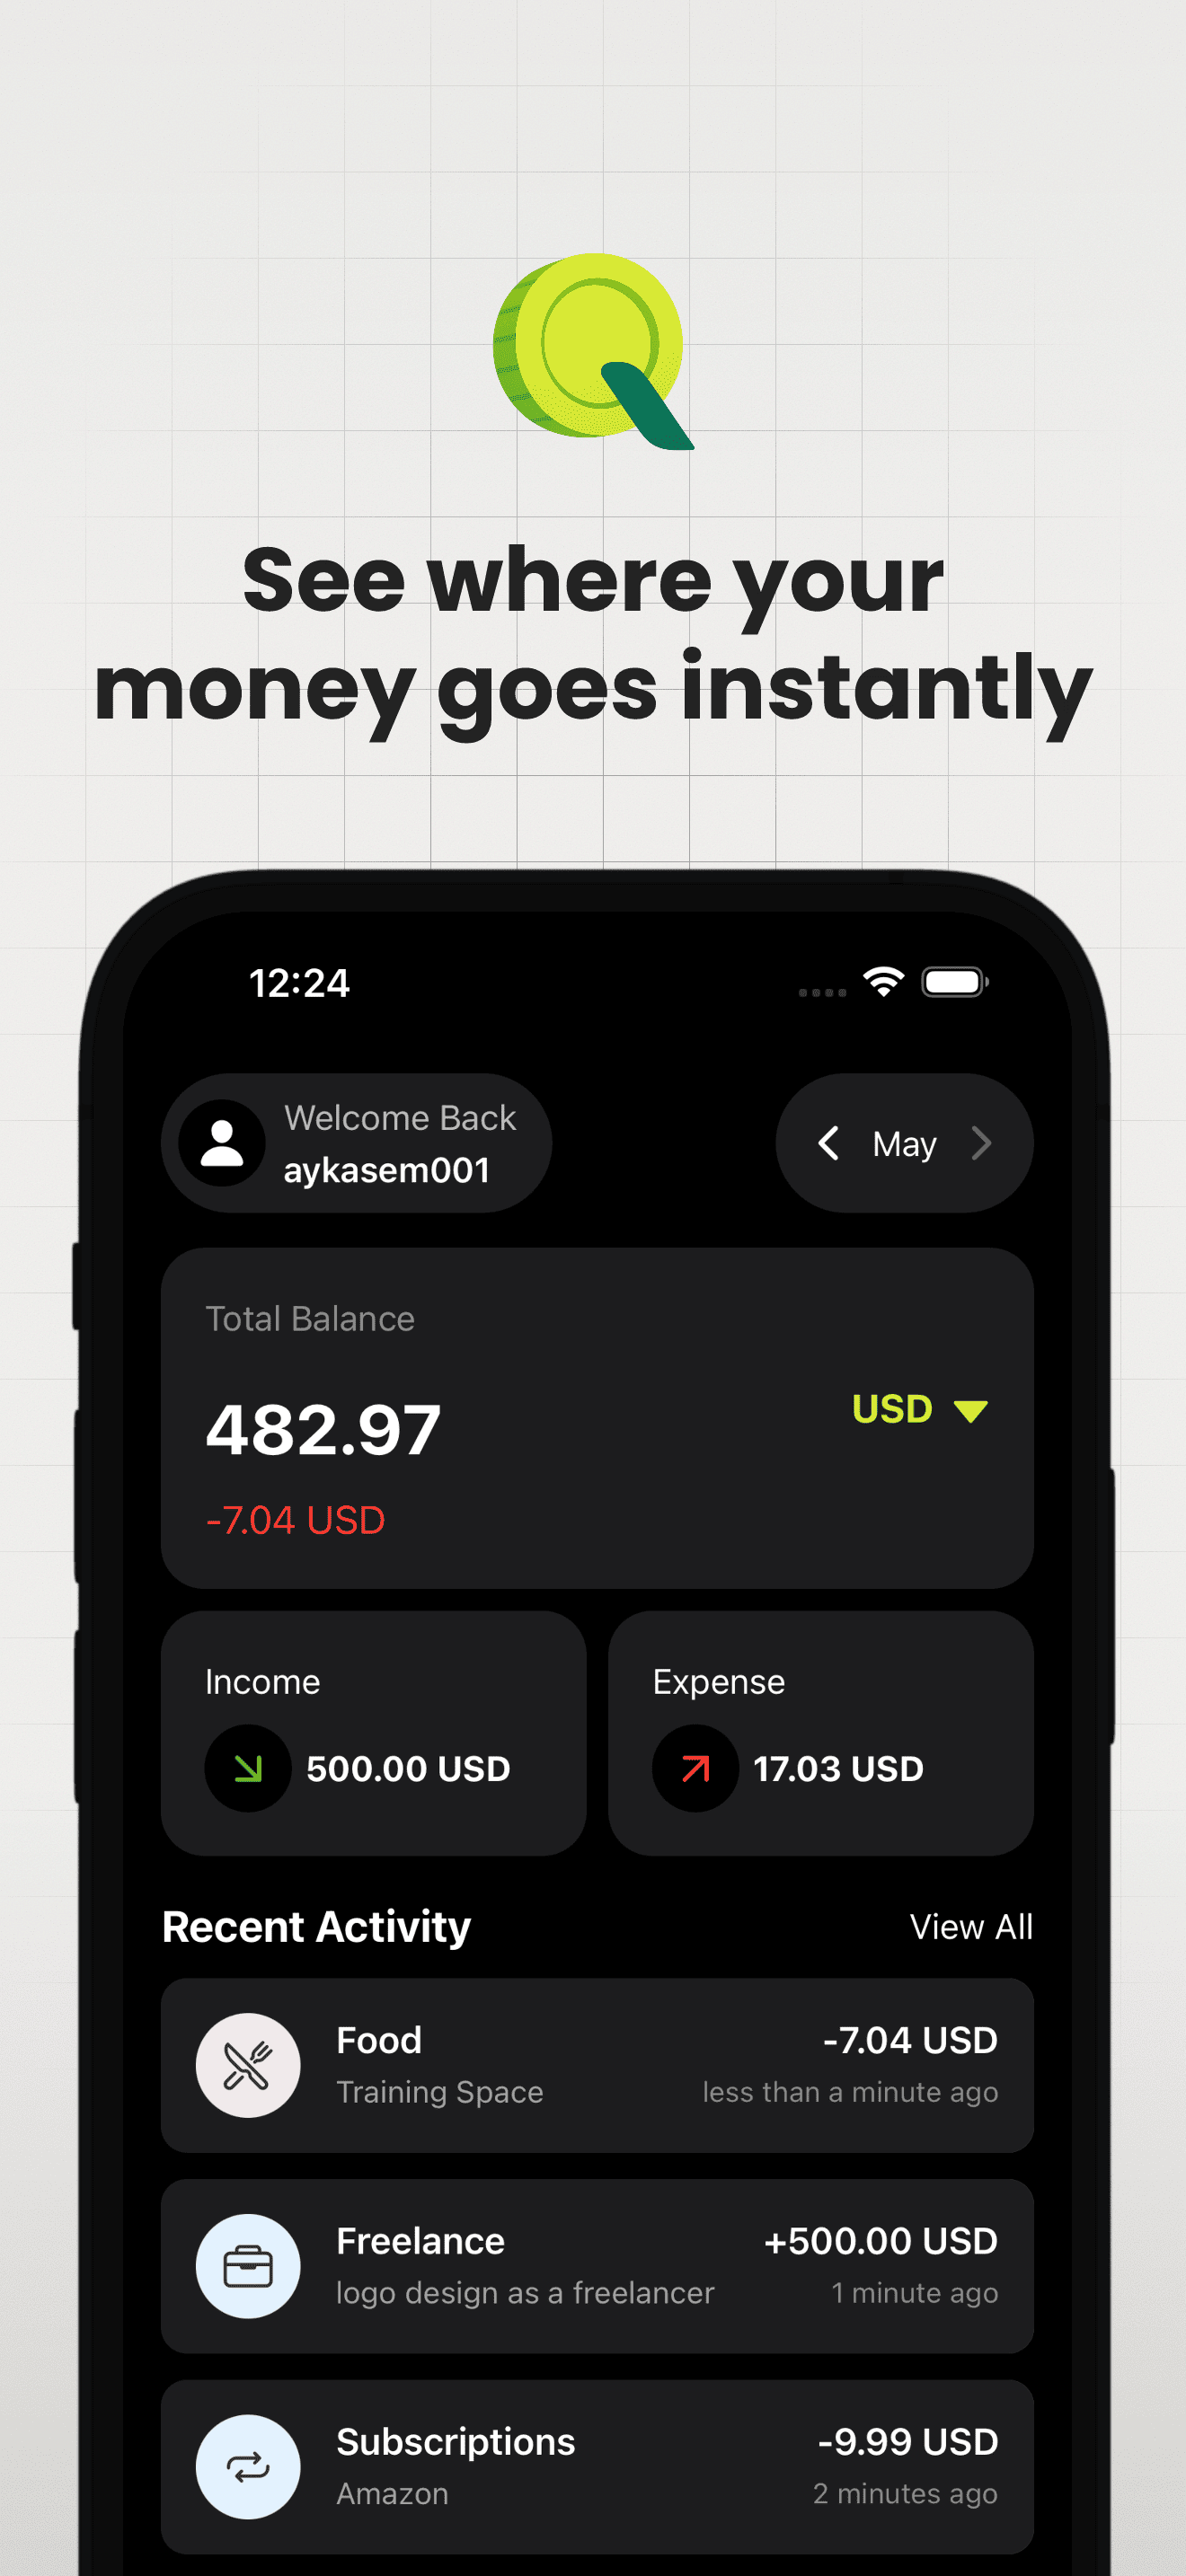 See where your
money goes instantly
12:24
Welcome Back
aykasem001
May
Total Balance
482.97
USD
-7.04 USD
Income
500.00 USD
Expense
17.03 USD
Recent Activity
View All
Food
-7.04 USD
Training Space
less than a minute ago
Freelance
+500.00 USD
logo design as a freelancer
1 minute ago
Subscriptions
-9.99 USD
Amazon
2 minutes ago